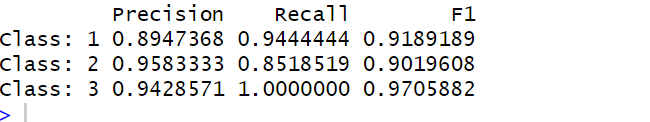 Precision Recall F1
Class: 1 0.8947368 0.9444444 0.9189189
Class: 2 0.9583333 0.8518519 0.9019608
Class: 3 0.9428571 1.0000000 0.9705882
>